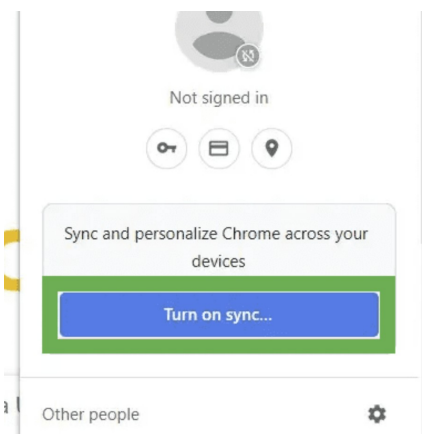 Not signed in
Sync and personalize Chrome across your
devices
Turn on sync...
Other people